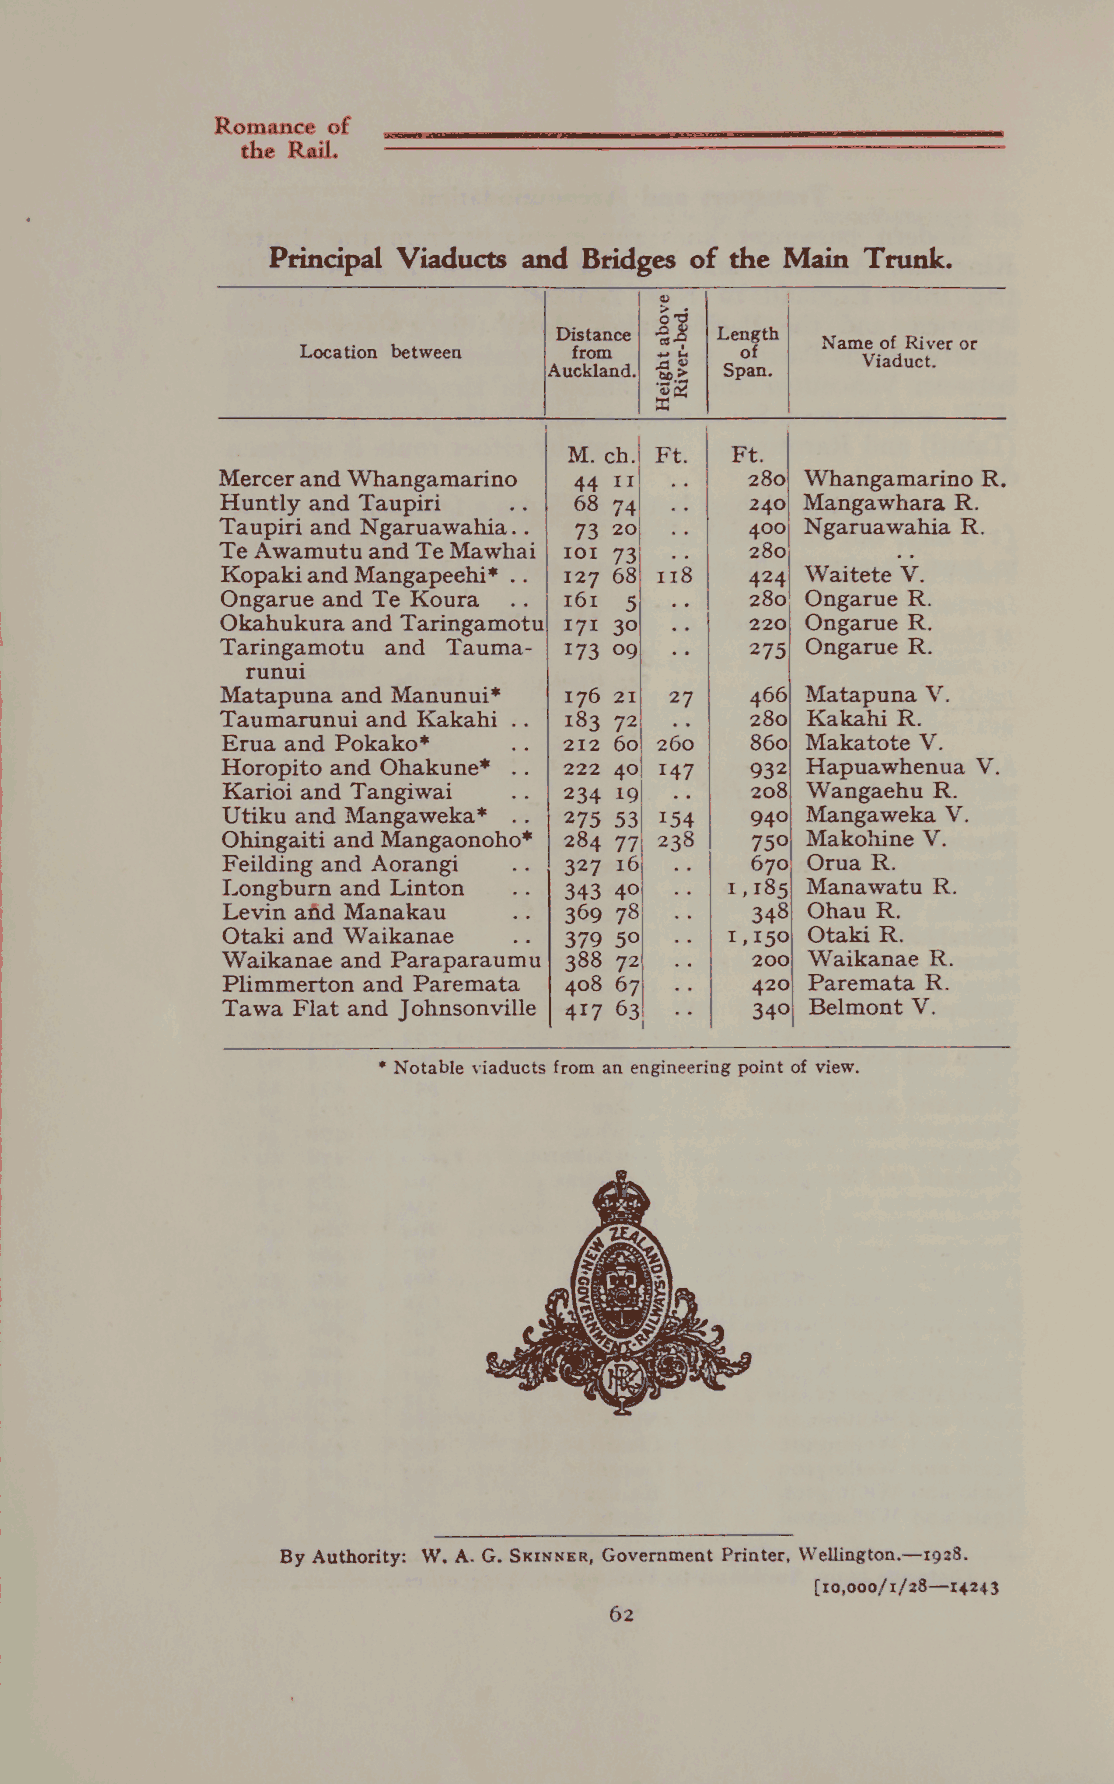 Romance of
the Rail.
Principal Viaducts and Bridges of the Main Trunk.
Location between
Distance
from
Auckland.
Height above
River-bed.
Length
of
Span.
Name of River or
Viaduct.
M. ch. Ft. Ft.
Mercer and Whangamarino 44 11 .. 280 Whangamarino R.
Huntly and Taupiri .. 68 74 .. 240 Mangawhara R.
Taupiri and Ngaruawahia.. 73 20 .. 400 Ngaruawahia R.
Te Awamutu and Te Mawhai 101 73 .. 280 ..
Kopaki and Mangapeehi* .. 127 68 118 424 Waitete V.
Ongarue and Te Koura .. 161 5 .. 280 Ongarue R.
Okahukura and Taringamotu 171 30 .. 220 Ongarue R.
Taringamotu and Tauma- 173 09 .. 275 Ongarue R.
runui
Matapuna and Manunui* 176 21 27 466 Matapuna V.
Taumarunui and Kakahi .. 183 72 .. 280 Kakahi R.
Erua and Pokako* .. 212 60 260 860 Makatote V.
Horopito and Ohakune* .. 222 40 147 932 Hapuawhenua V.
Karioi and Tangiwai .. 234 19 .. 208 Wangaehu R.
Utiku and Mangaweka* .. 275 53 154 940 Mangaweka V.
Ohingaiti and Mangaonoho* 284 77 238 750 Makohine V.
Feilding and Aorangi .. 327 16 .. 670 Orua R.
Longburn and Linton .. 343 40 .. 1,185 Manawatu R.
Levin and Manakau .. 369 78 .. 348 Ohau R.
Otaki and Waikanae .. 379 50 .. 1,150 Otaki R.
Waikanae and Paraparaumu 388 72 .. 200 Waikanae R.
Plimmerton and Paremata 408 67 .. 420 Paremata R.
Tawa Flat and Johnsonville 417 63 .. 340 Belmont V.
* Notable viaducts from an engineering point of view.
NEW ZEALAND
GOVERNMENT RAILWAYS
NZR
By Authority: W. A. G. SKINNER, Government Printer, Wellington.—1928.
[10,000/1/28—14243
62